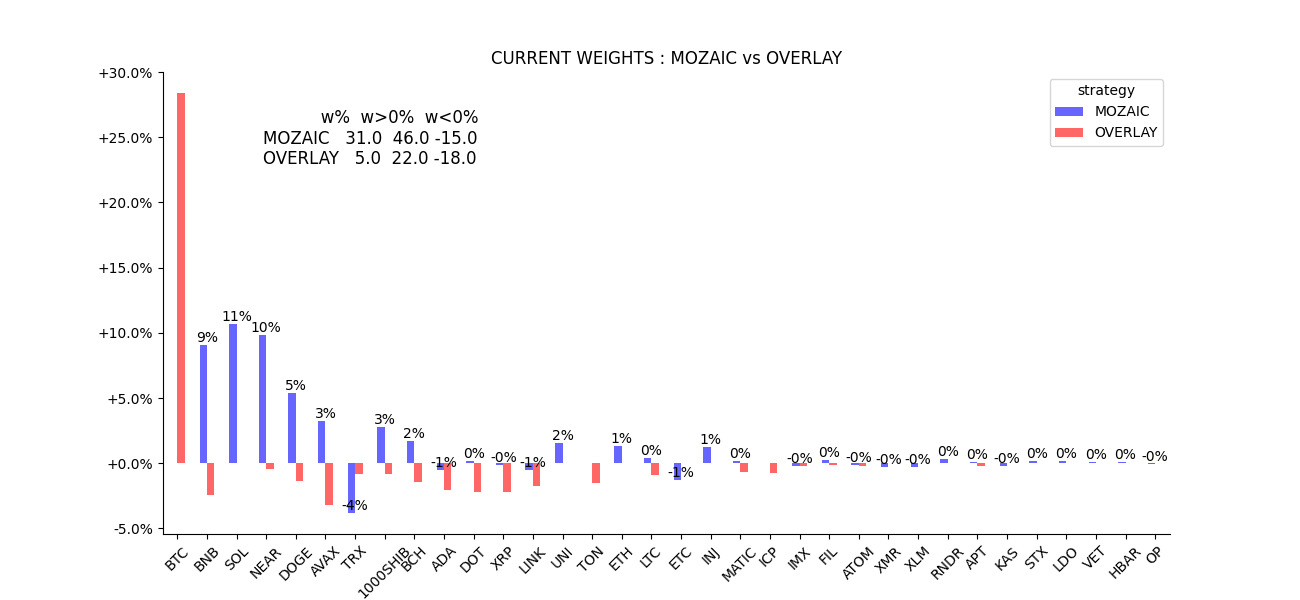 CURRENT WEIGHTS : MOZAIC vs OVERLAY
+30.0%
+25.0%
+20.0%
+15.0%
+10.0%
+5.0%
+0.0%
-5.0%
w% w>0% w<0%
MOZAIC 31.0 46.0 -15.0
OVERLAY 5.0 22.0 -18.0
strategy
MOZAIC
OVERLAY
9%
11%
10%
5%
3%
-4%
3%
2%
-1%
0%
-0%
-1%
2%
1%
0%
-1%
1%
0%
-0%
0%
-0%
-0%
-0%
0%
0%
-0%
0%
0%
0%
0%
-0%
BTC
BNB
SOL
NEAR
DOGE
AVAX
TRX
1000SHIB
BCH
ADA
DOT
XRP
LINK
UNI
TON
ETH
LTC
ETC
INJ
MATIC
ICP
IMX
FIL
ATOM
XMR
XLM
RNDR
APT
KAS
STX
LDO
VET
HBAR
OP